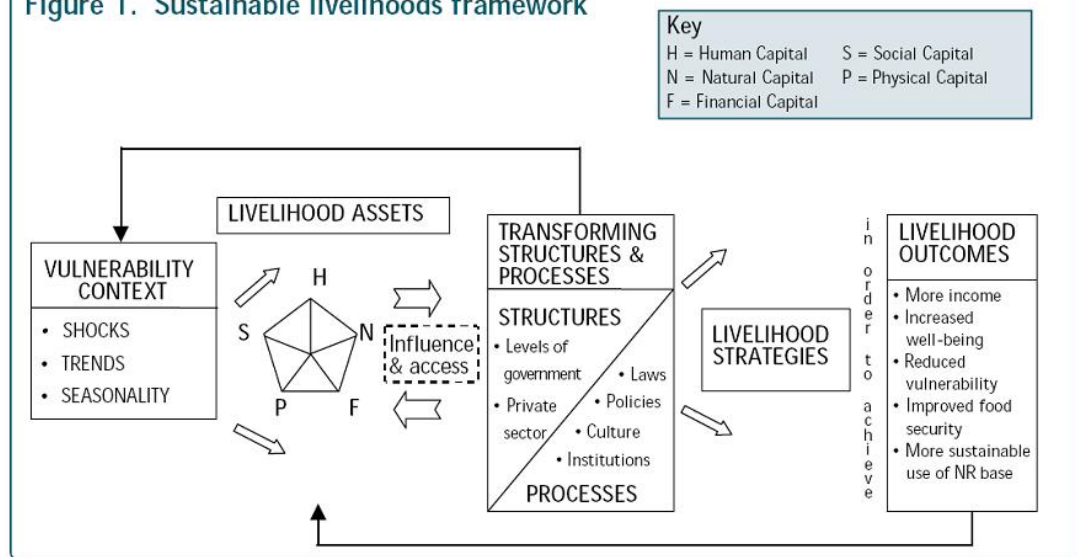 Figure 1. Sustainable livelihoods framework
Key
H = Human Capital S = Social Capital
N = Natural Capital P = Physical Capital
F = Financial Capital
LIVELIHOOD ASSETS
VULNERABILITY
CONTEXT
• SHOCKS
• TRENDS
• SEASONALITY
H
S
N
P
F
Influence
& access
TRANSFORMING
STRUCTURES &
PROCESSES
STRUCTURES
• Levels of
government
• Private
sector
• Laws
• Policies
• Culture
• Institutions
PROCESSES
LIVELIHOOD
STRATEGIES
in order to achieve
LIVELIHOOD
OUTCOMES
• More income
• Increased
well-being
• Reduced
vulnerability
• Improved food
security
• More sustainable
use of NR base